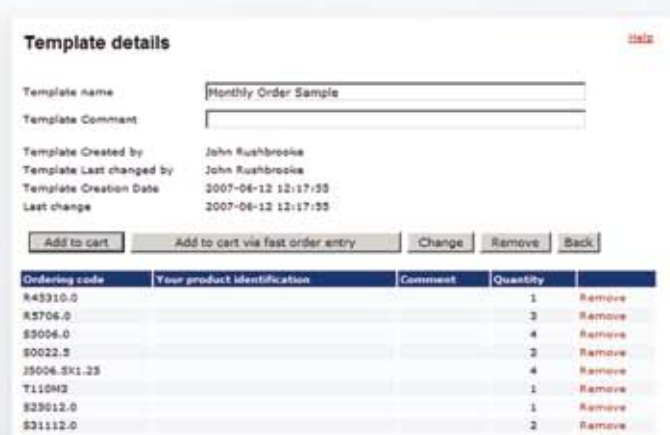 Template details
Help
Template name Monthly Order Sample
Template Comment
Template Created by John Rushbrooke
Template Last changed by John Rushbrooke
Template Creation Date 2007-06-12 12:17:55
Last change 2007-06-12 12:17:55
Add to cart Add to cart via fast order entry Change Remove Back
Ordering code Your product identification Comment Quantity
R45310.0 1 Remove
R5706.0 3 Remove
S5006.0 4 Remove
S0022.5 3 Remove
J5006.5X1.25 4 Remove
T110M3 1 Remove
S25012.0 1 Remove
S31112.0 2 Remove